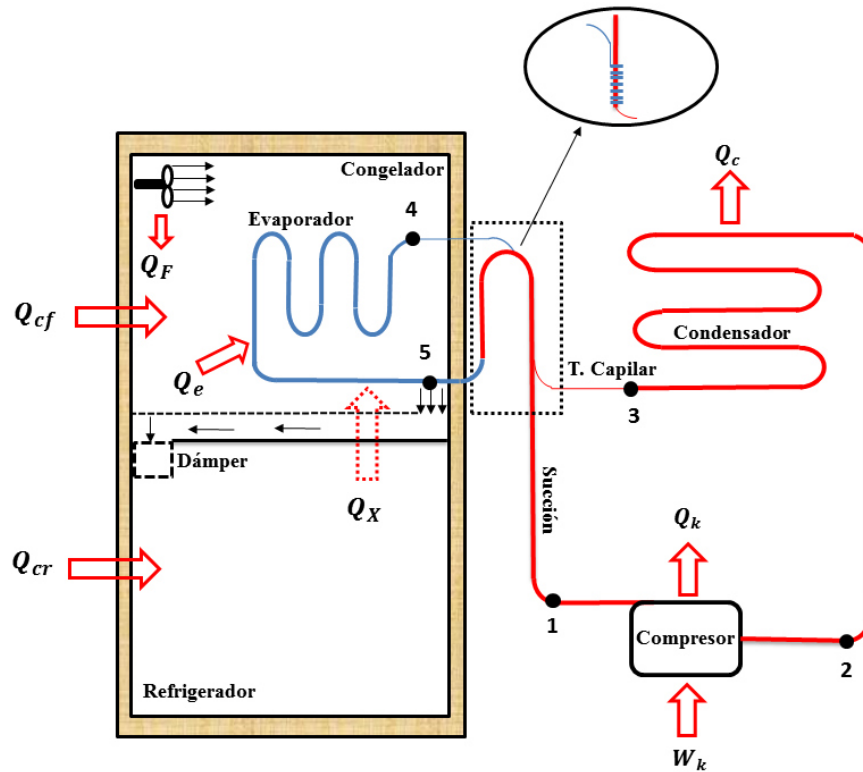 Congelador
Q_c
Evaporador
4
Q_F
Q_cf
Condensador
Q_e
5
T. Capilar
3
Dámper
Q_X
Succión
Q_k
Q_cr
1
Compresor
2
Refrigerador
W_k